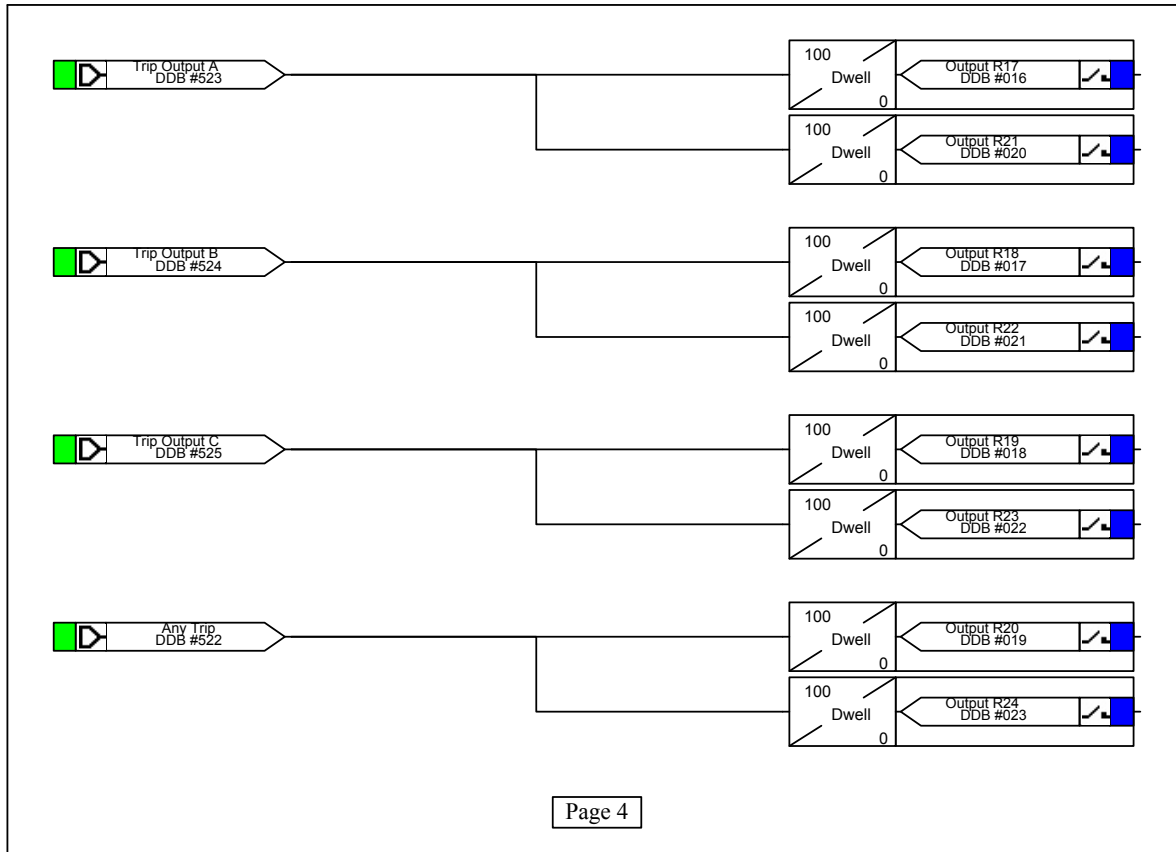 Trip Output A
DDB #523
100
Dwell
0
Output R17
DDB #016
100
Dwell
0
Output R21
DDB #020
Trip Output B
DDB #524
100
Dwell
0
Output R18
DDB #017
100
Dwell
0
Output R22
DDB #021
Trip Output C
DDB #525
100
Dwell
0
Output R19
DDB #018
100
Dwell
0
Output R23
DDB #022
Any Trip
DDB #522
100
Dwell
0
Output R20
DDB #019
100
Dwell
0
Output R24
DDB #023
Page 4